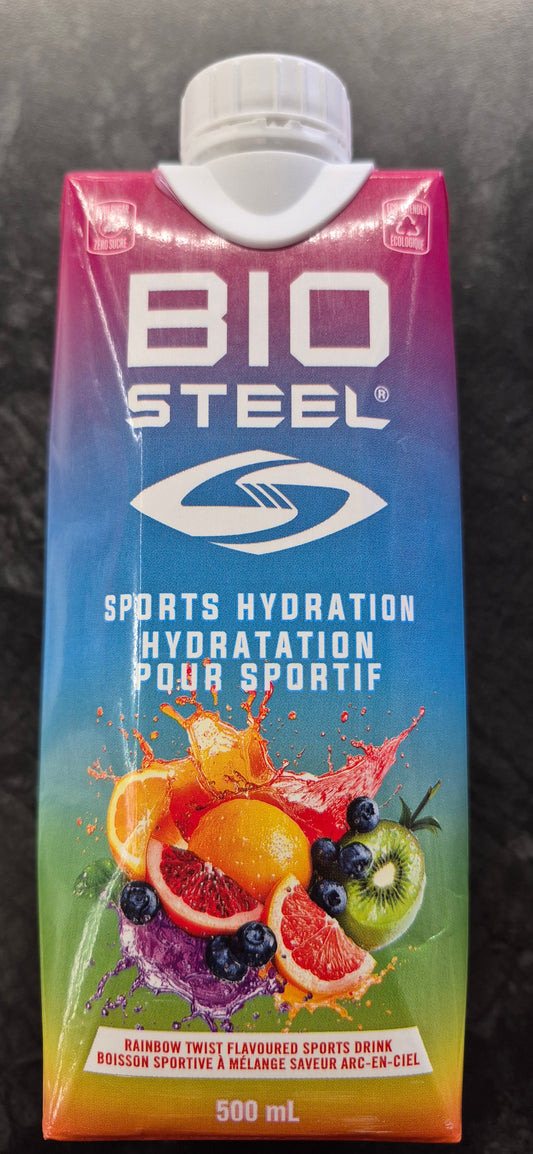 ZERO SUCRE
ÉCOLOGIQUE
BIO
STEEL®
SPORTS HYDRATION
HYDRATATION
POUR SPORTIF
RAINBOW TWIST FLAVOURED SPORTS DRINK
BOISSON SPORTIVE À MÉLANGE SAVEUR ARC-EN-CIEL
500 mL